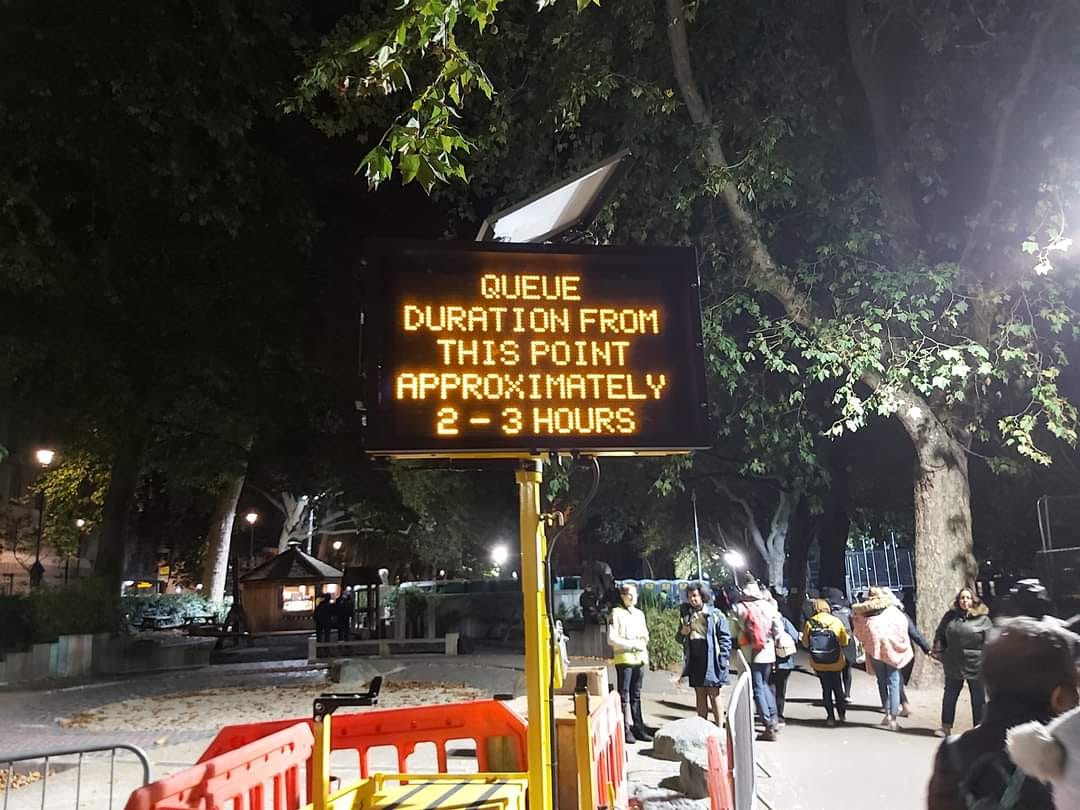 QUEUE
DURATION FROM
THIS POINT
APPROXIMATELY
2 - 3 HOURS